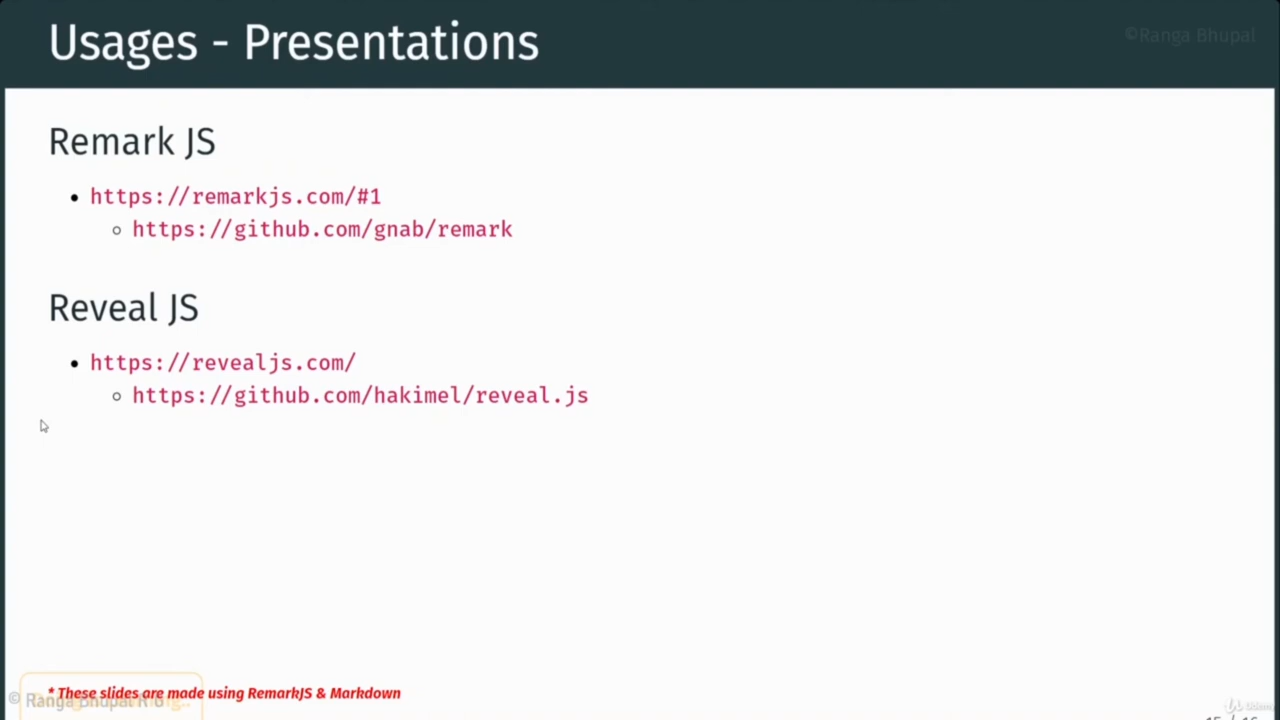 Usages - Presentations
©Ranga Bhupal
Remark JS
https://remarkjs.com/#1
https://github.com/gnab/remark
Reveal JS
https://revealjs.com/
https://github.com/hakimel/reveal.js
* These slides are made using RemarkJS & Markdown
© Ranga Bhupal R G
Udemy